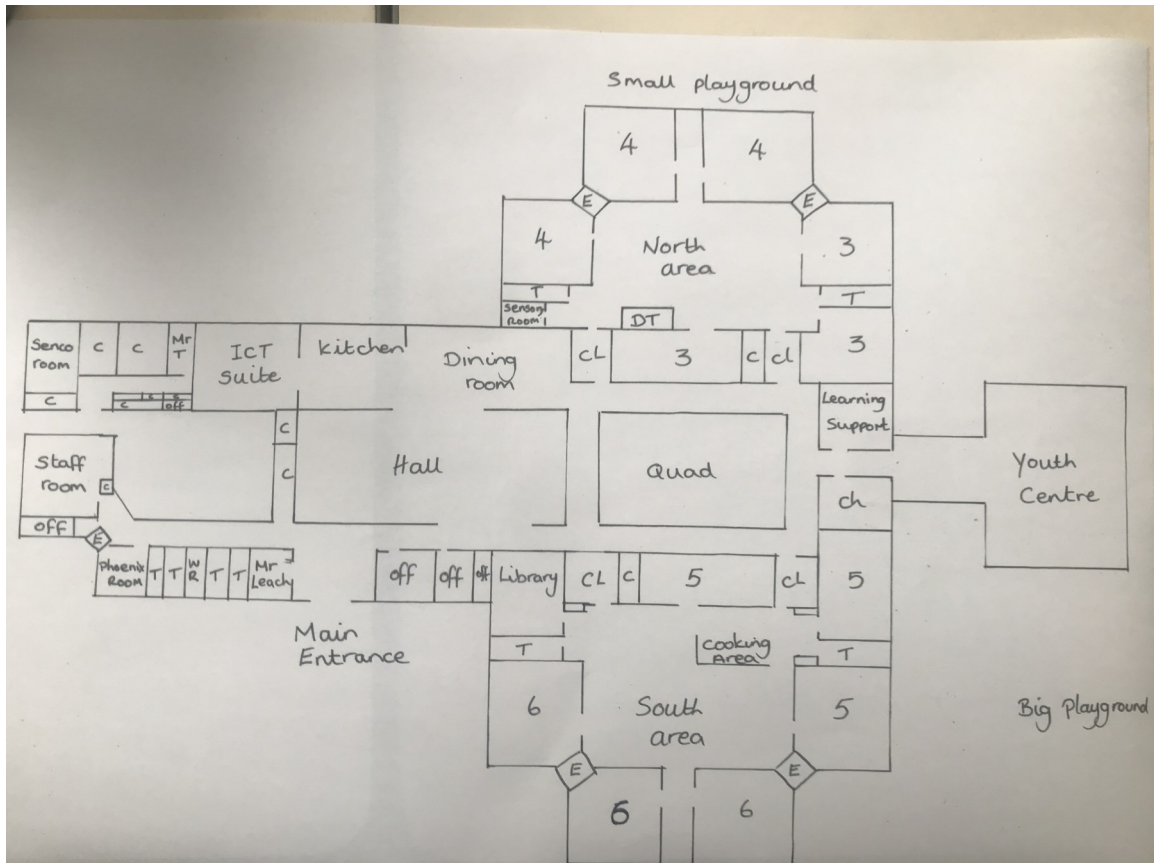 Small playground
4
4
E
E
4
North
area
3
T
Sensory
Room
T
DT
Senco
room
C
C
Mr
T
ICT
suite
Kitchen
Dining
room
CL
3
C
cl
3
C
C
C
C
off
Learning
Support
C
C
Hall
Quad
Youth
Centre
Staff
room
C
ch
off
E
Phoenix
Room
T
T
WR
T
T
Mr
Leach
off
off
off
Library
CL
C
5
CL
5
Main
Entrance
T
Cooking
Area
T
6
South
area
5
Big Playground
E
E
6